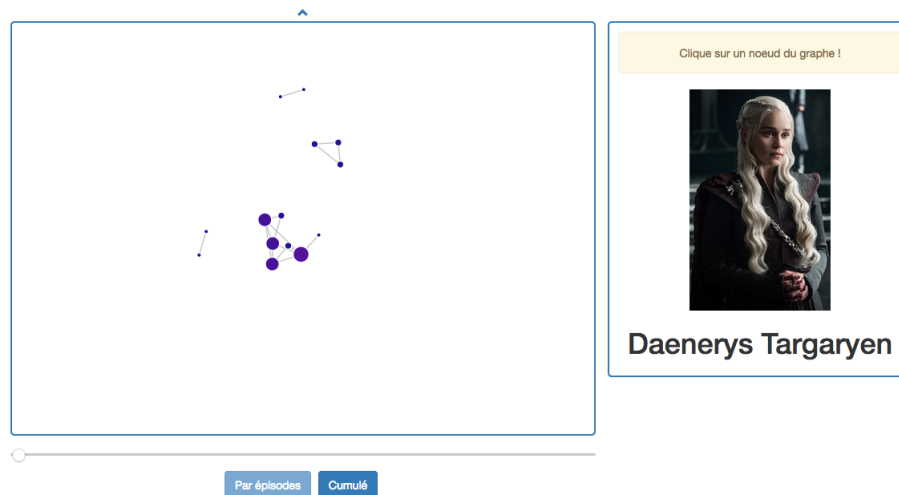 Clique sur un noeud du graphe !
Daenerys Targaryen
Par épisodes
Cumulé